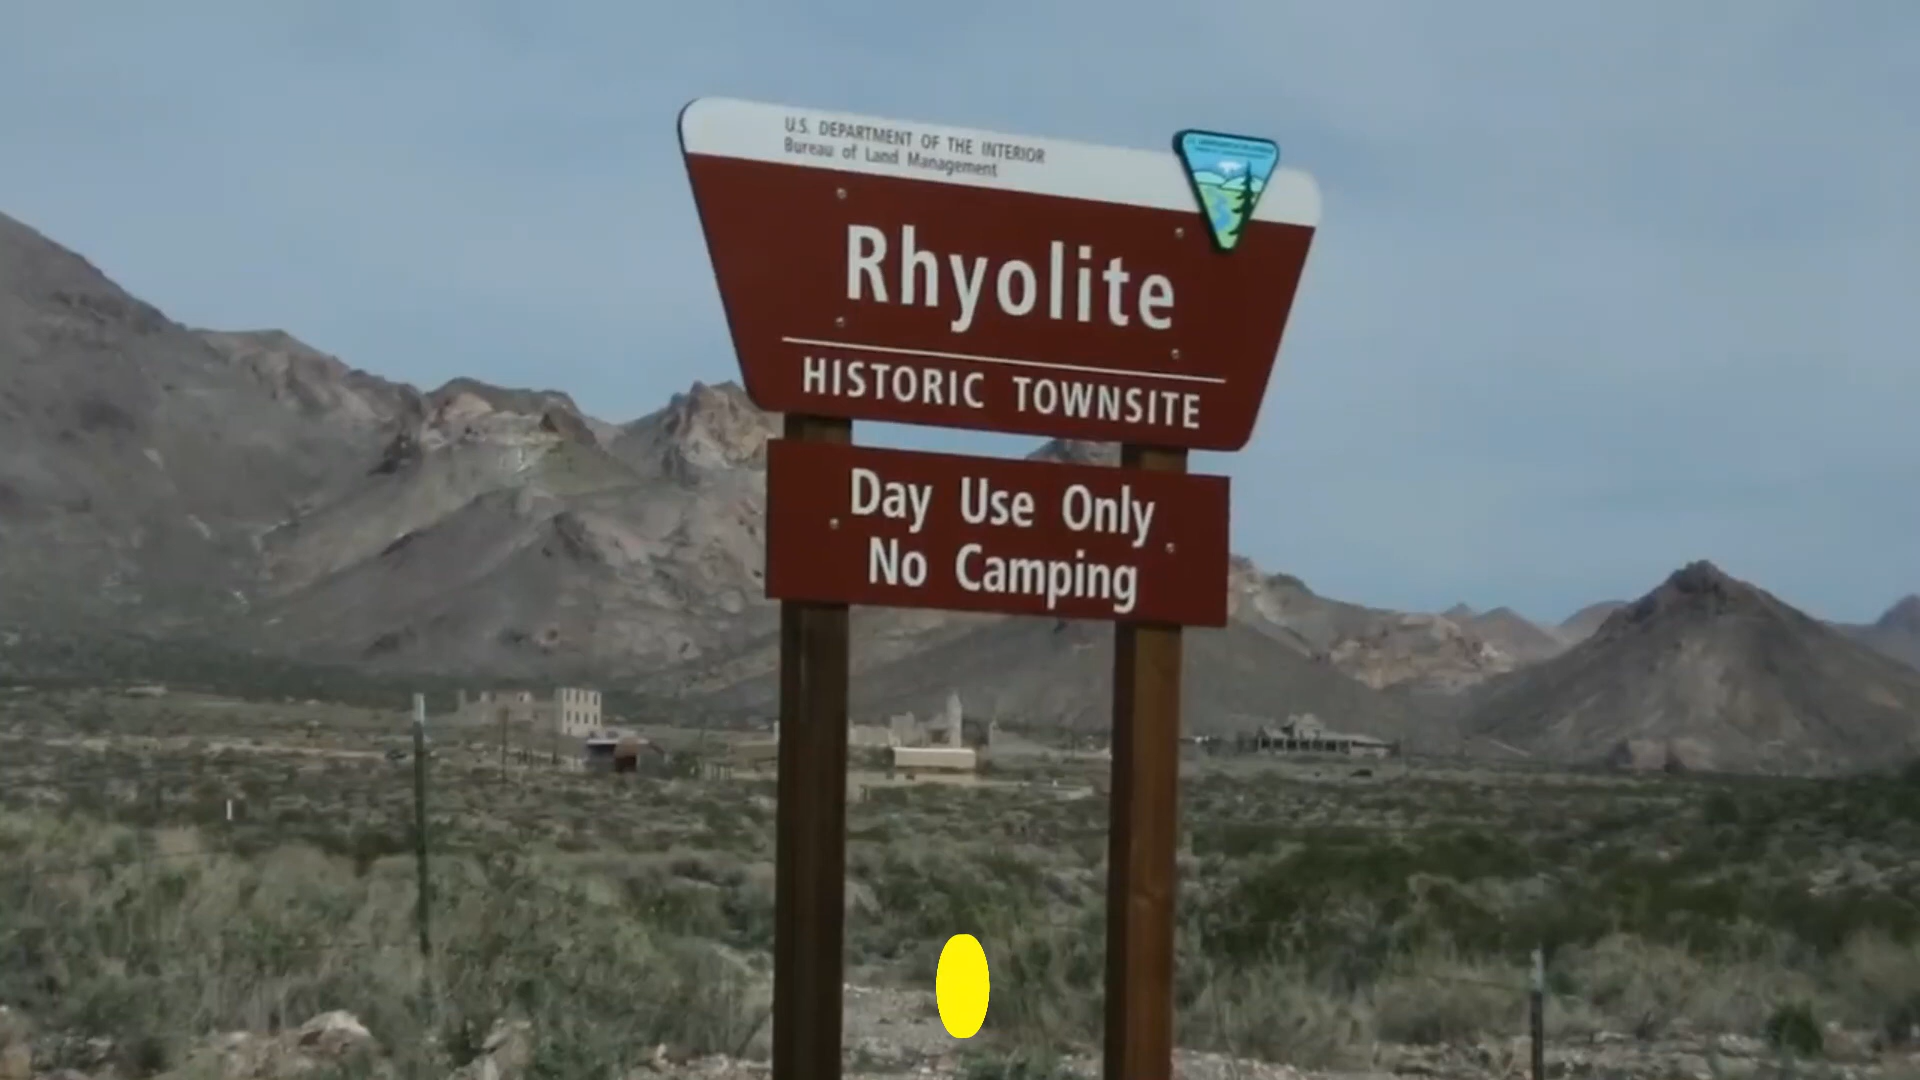 U.S. DEPARTMENT OF THE INTERIOR
Bureau of Land Management
Rhyolite
HISTORIC TOWNSITE
Day Use Only
No Camping